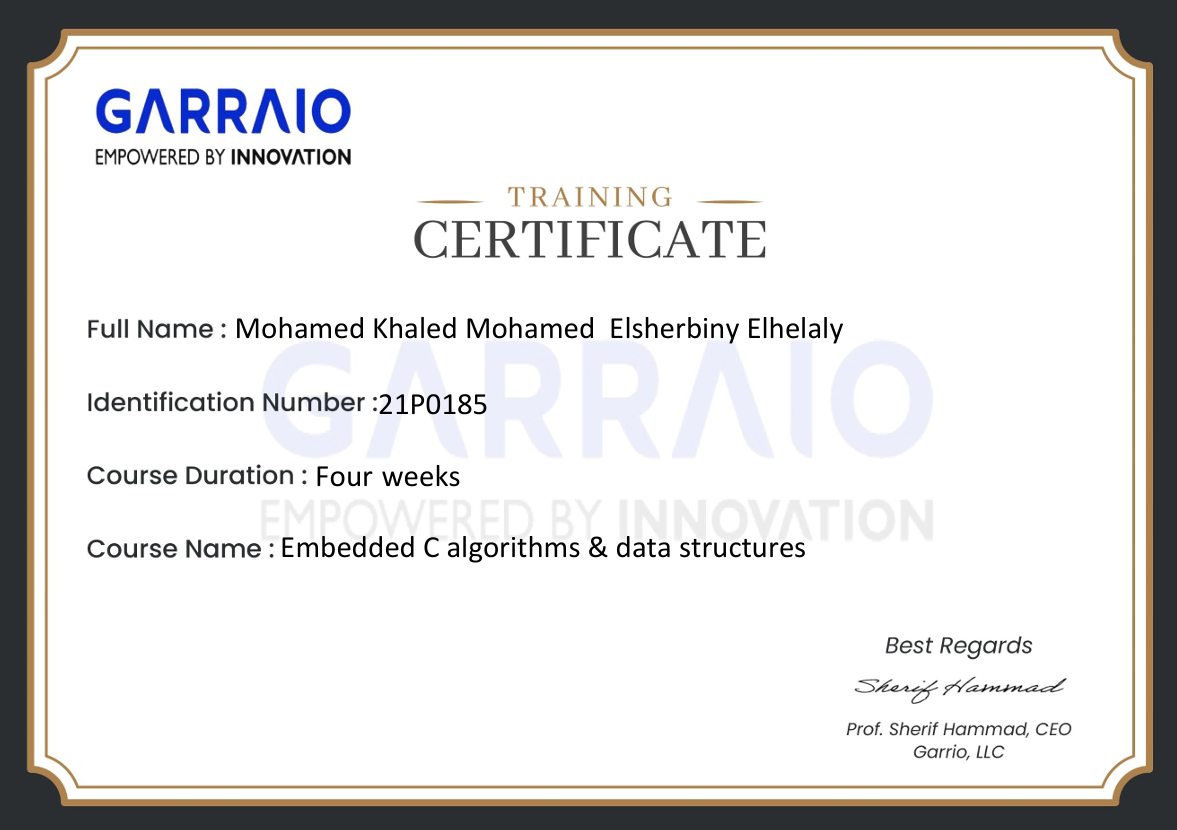 GARRAIO
EMPOWERED BY INNOVATION
TRAINING
CERTIFICATE
Full Name : Mohamed Khaled Mohamed Elsherbiny Elhelaly
Identification Number :21P0185
Course Duration : Four weeks
Course Name : Embedded C algorithms & data structures
GARRAIO
EMPOWERED BY INNOVATION
Best Regards
Sherif Hammad
Prof. Sherif Hammad, CEO
Garrio, LLC